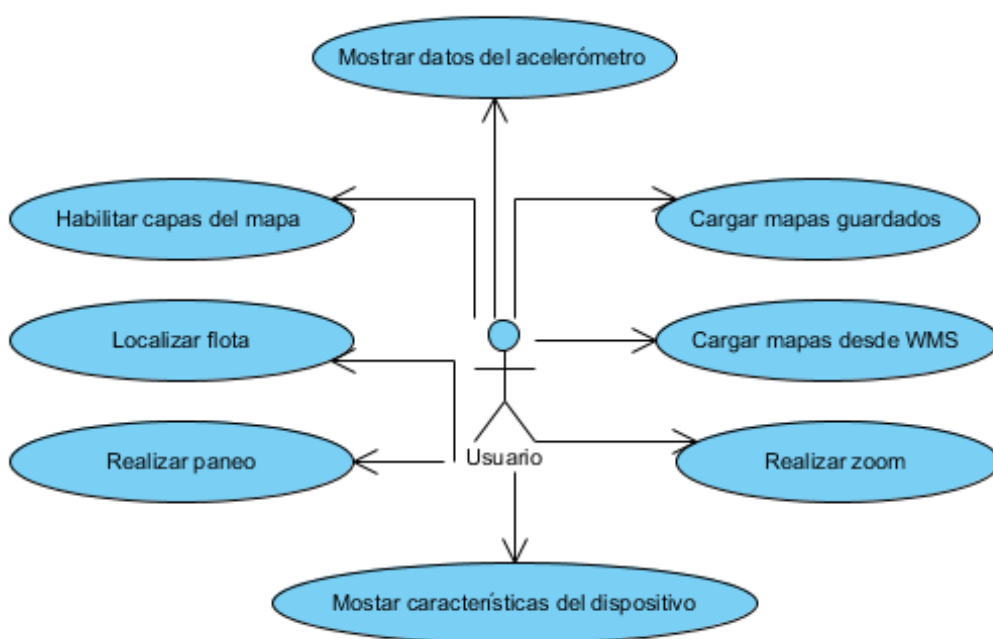 Mostrar datos del acelerómetro
Habilitar capas del mapa
Cargar mapas guardados
Localizar flota
Cargar mapas desde WMS
Realizar paneo
Usuario
Realizar zoom
Mostar características del dispositivo